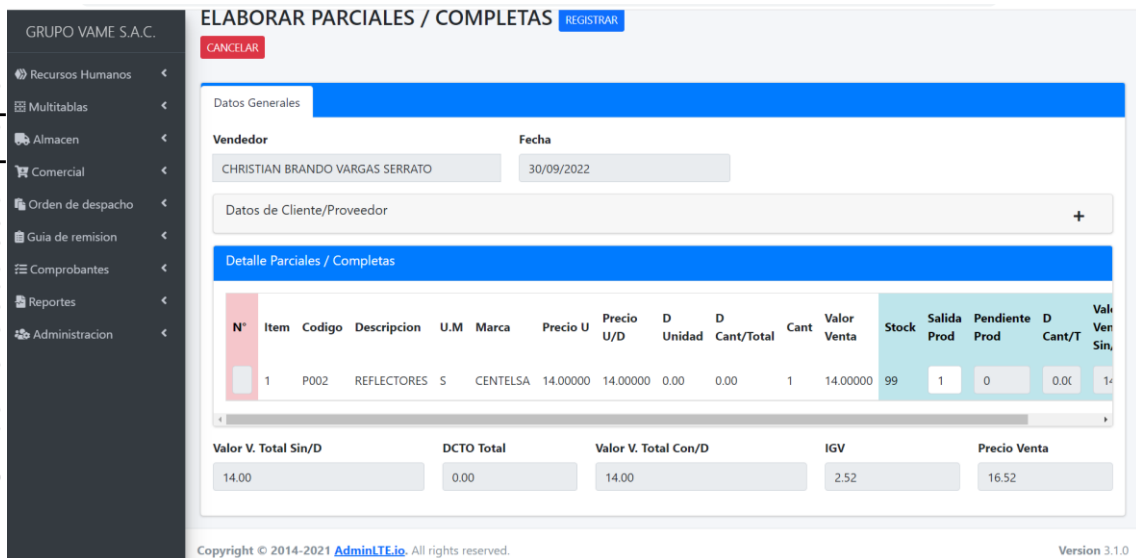 GRUPO VAME S.A.C.
Recursos Humanos
Multitablas
Almacen
Comercial
Orden de despacho
Guia de remision
Comprobantes
Reportes
Administracion
ELABORAR PARCIALES / COMPLETAS REGISTRAR
CANCELAR
Datos Generales
Vendedor Fecha
CHRISTIAN BRANDO VARGAS SERRATO 30/09/2022
Datos de Cliente/Proveedor +
Detalle Parciales / Completas
N° Item Codigo Descripcion U.M Marca Precio U Precio U/D D Unidad D Cant/Total Cant Valor Venta Stock Salida Prod Pendiente Prod D Cant/T
1 P002 REFLECTORES S CENTELSA 14.00000 14.00000 0.00 0.00 1 14.00000 99 1 0
Valor V. Total Sin/D DCTO Total Valor V. Total Con/D IGV Precio Venta
14.00 0.00 14.00 2.52 16.52
Copyright © 2014-2021 AdminLTE.io. All rights reserved. Version 3.1.0